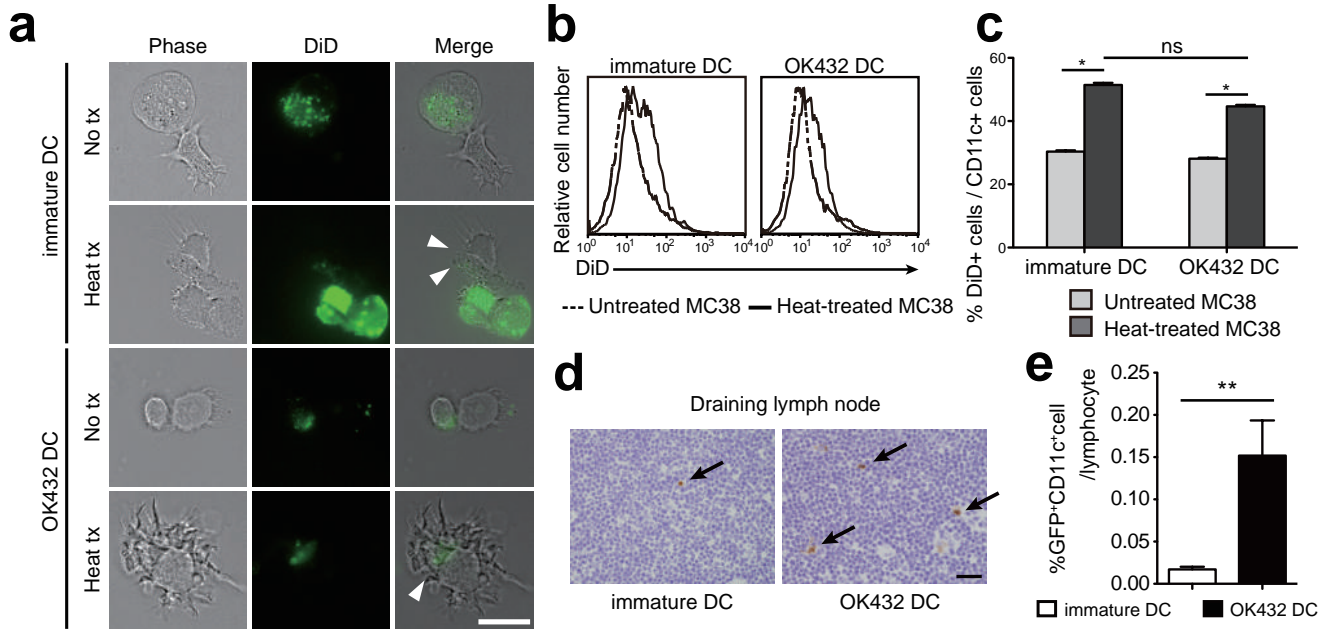 a
Phase DiD Merge
immature DC
No tx
Heat tx
OK432 DC
No tx
Heat tx
b
immature DC OK432 DC
Relative cell number
10⁰ 10¹ 10² 10³ 10⁴ 10⁰ 10¹ 10² 10³ 10⁴
DiD
Untreated MC38 Heat-treated MC38
c
ns
* *
% DiD+ cells / CD11c+ cells
60
40
20
0
immature DC OK432 DC
Untreated MC38
Heat-treated MC38
d
Draining lymph node
immature DC OK432 DC
e
**
%GFP⁺CD11c⁺cell
/lymphocyte
0.25
0.20
0.15
0.10
0.05
0.00
immature DC OK432 DC